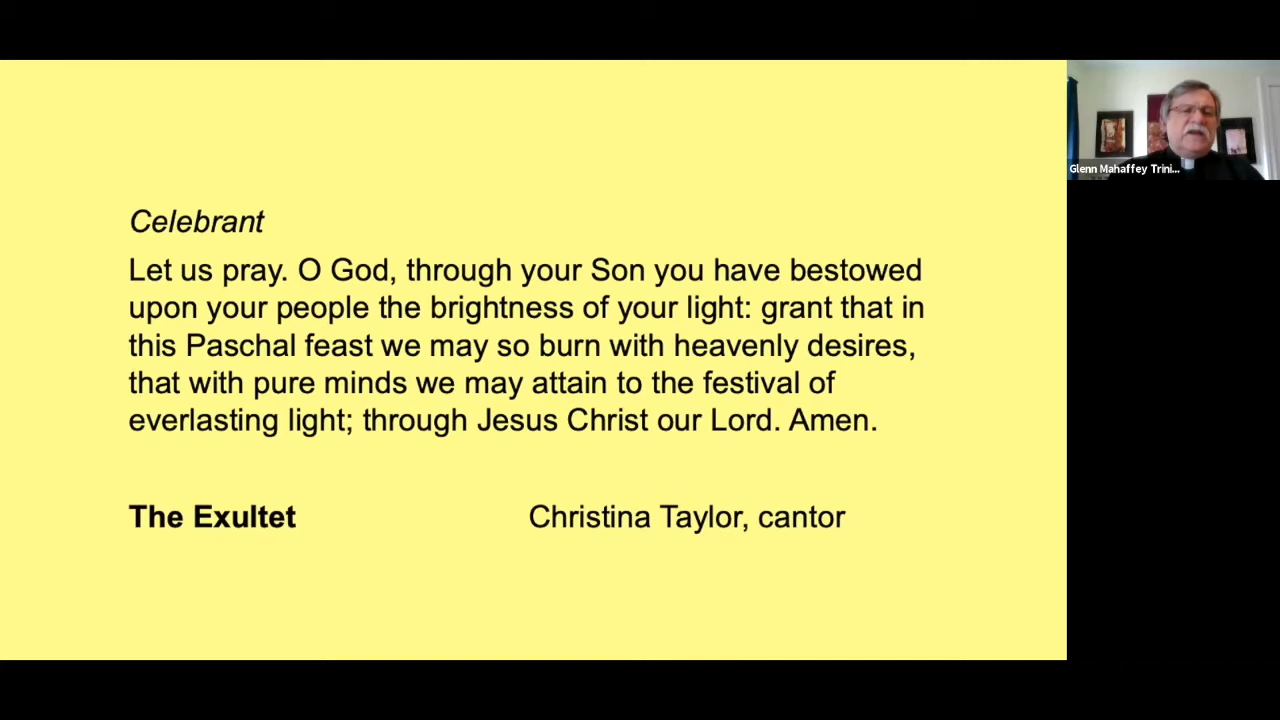 Celebrant
Let us pray. O God, through your Son you have bestowed
upon your people the brightness of your light: grant that in
this Paschal feast we may so burn with heavenly desires,
that with pure minds we may attain to the festival of
everlasting light; through Jesus Christ our Lord. Amen.
The Exultet Christina Taylor, cantor
Glenn Mahaffey Trini...